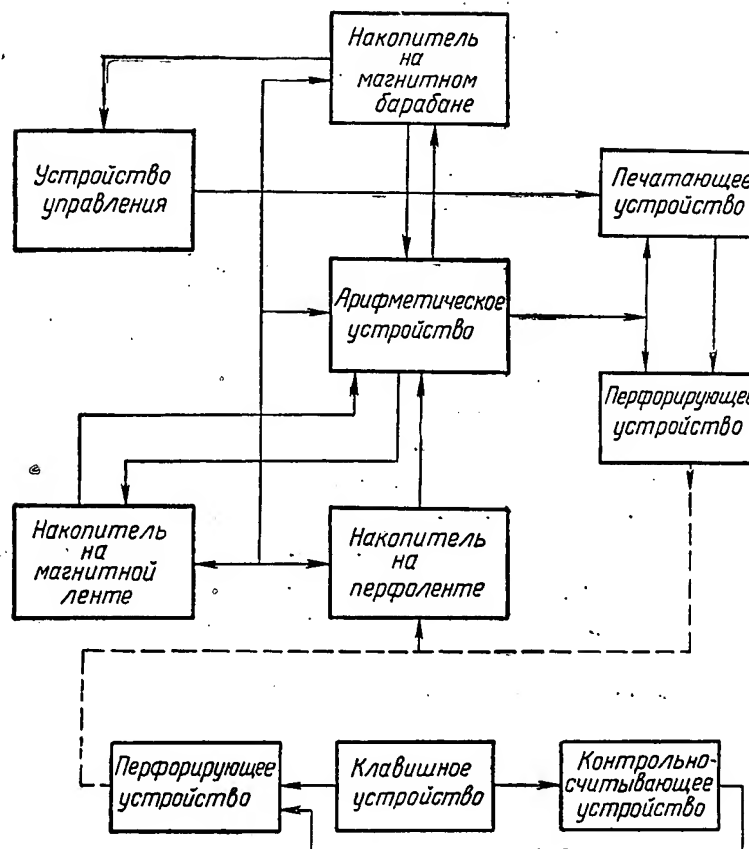 Накопитель
на
магнитном
барабане
Устройство
управления
Печатающее
устройство
Арифметическое
устройство
Перфорирующее
устройство
Накопитель
на
магнитной
ленте
Накопитель
на
перфоленте
Перфорирующее
устройство
Клавишное
устройство
Контрольно-
считывающее
устройство